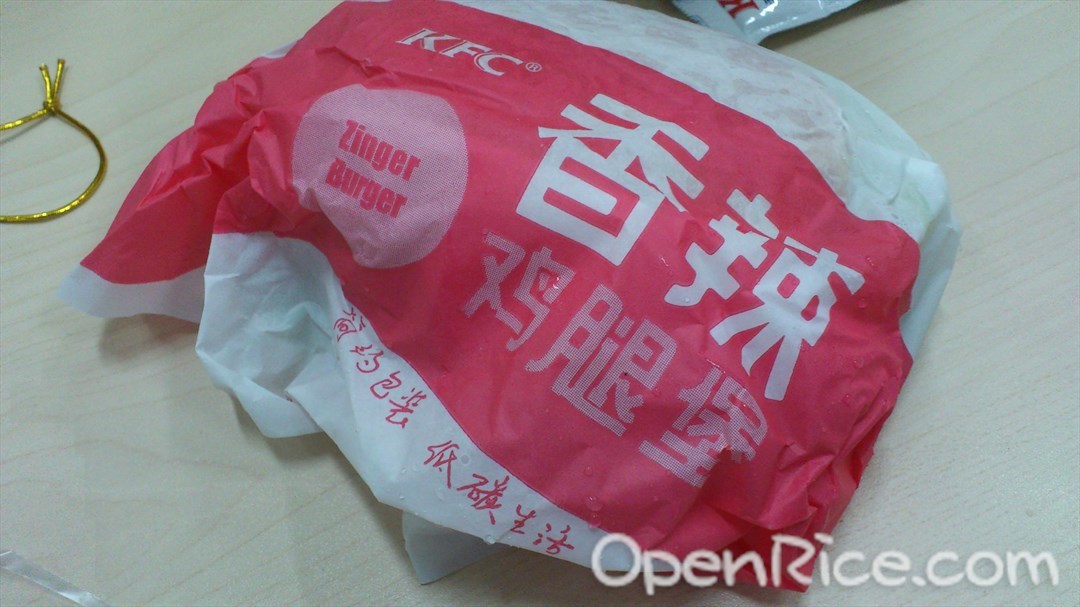 KFC®
Zinger
Burger
香辣
鸡腿堡
简约包装 低碳生活
OpenRice.com